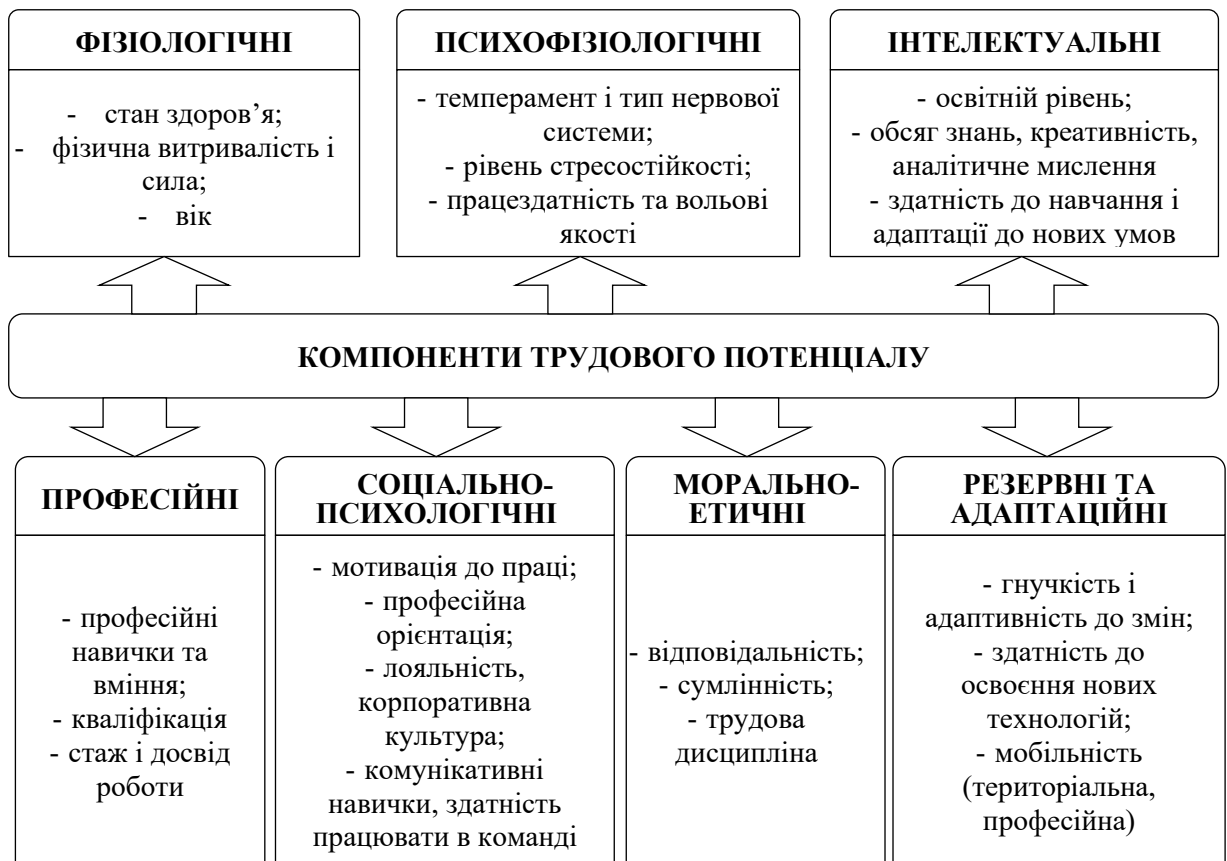 ФІЗІОЛОГІЧНІ
- стан здоров’я;
- фізична витривалість і
сила;
- вік
ПСИХОФІЗІОЛОГІЧНІ
- темперамент і тип нервової
системи;
- рівень стресостійкості;
- працездатність та вольові
якості
ІНТЕЛЕКТУАЛЬНІ
- освітній рівень;
- обсяг знань, креативність,
аналітичне мислення
- здатність до навчання і
адаптації до нових умов
КОМПОНЕНТИ ТРУДОВОГО ПОТЕНЦІАЛУ
ПРОФЕСІЙНІ
- професійні
навички та
вміння;
- кваліфікація
- стаж і досвід
роботи
СОЦІАЛЬНО-
ПСИХОЛОГІЧНІ
- мотивація до праці;
- професійна
орієнтація;
- лояльність,
корпоративна
культура;
- комунікативні
навички, здатність
працювати в команді
МОРАЛЬНО-
ЕТИЧНІ
- відповідальність;
- сумлінність;
- трудова
дисципліна
РЕЗЕРВНІ ТА
АДАПТАЦІЙНІ
- гнучкість і
адаптивність до змін;
- здатність до
освоєння нових
технологій;
- мобільність
(територіальна,
професійна)